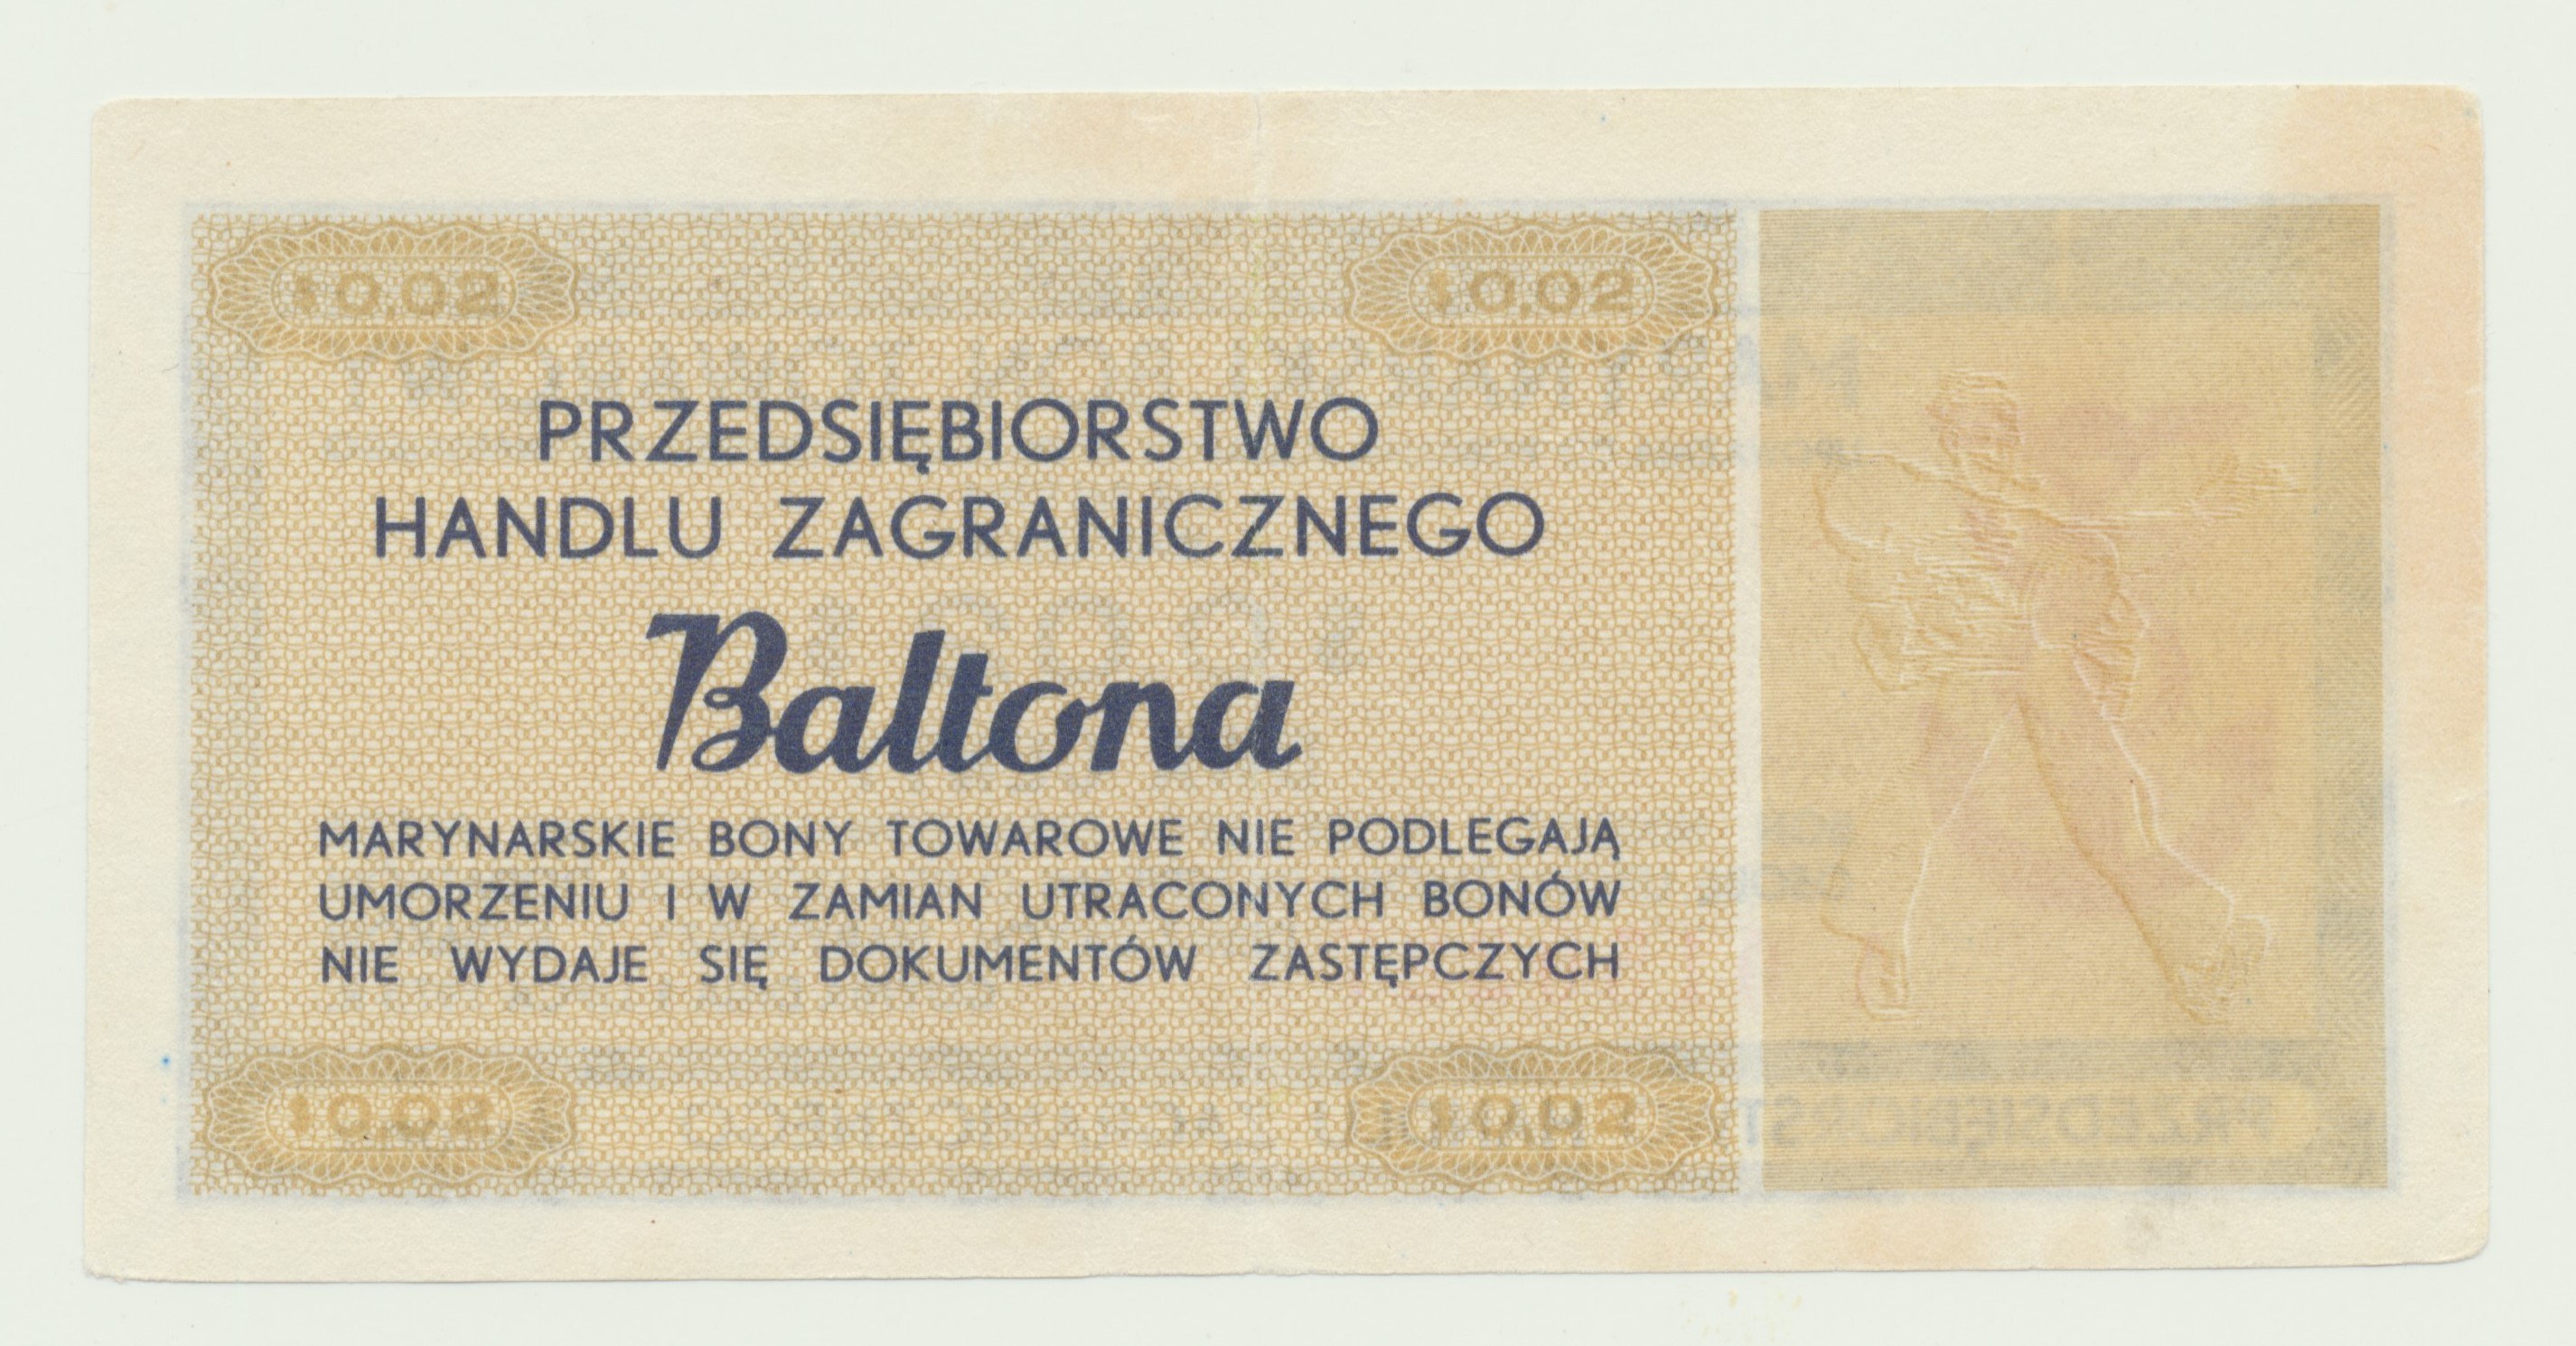 $0,02 $0,02
PRZEDSIĘBIORSTWO
HANDLU ZAGRANICZNEGO
Baltona
MARYNARSKIE BONY TOWAROWE NIE PODLEGAJĄ
UMORZENIU I W ZAMIAN UTRACONYCH BONÓW
NIE WYDAJE SIĘ DOKUMENTÓW ZASTĘPCZYCH
$0,02 $0,02